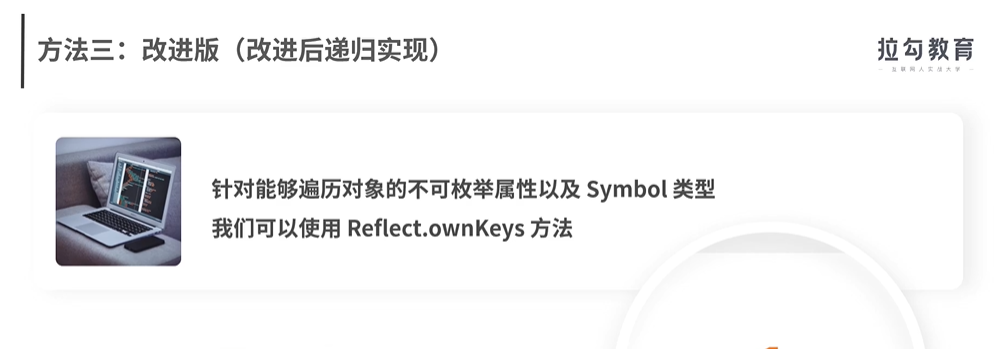 方法三：改进版（改进后递归实现）
拉勾教育
— 互联网人实战大学 —
针对能够遍历对象的不可枚举属性以及 Symbol 类型
我们可以使用 Reflect.ownKeys 方法